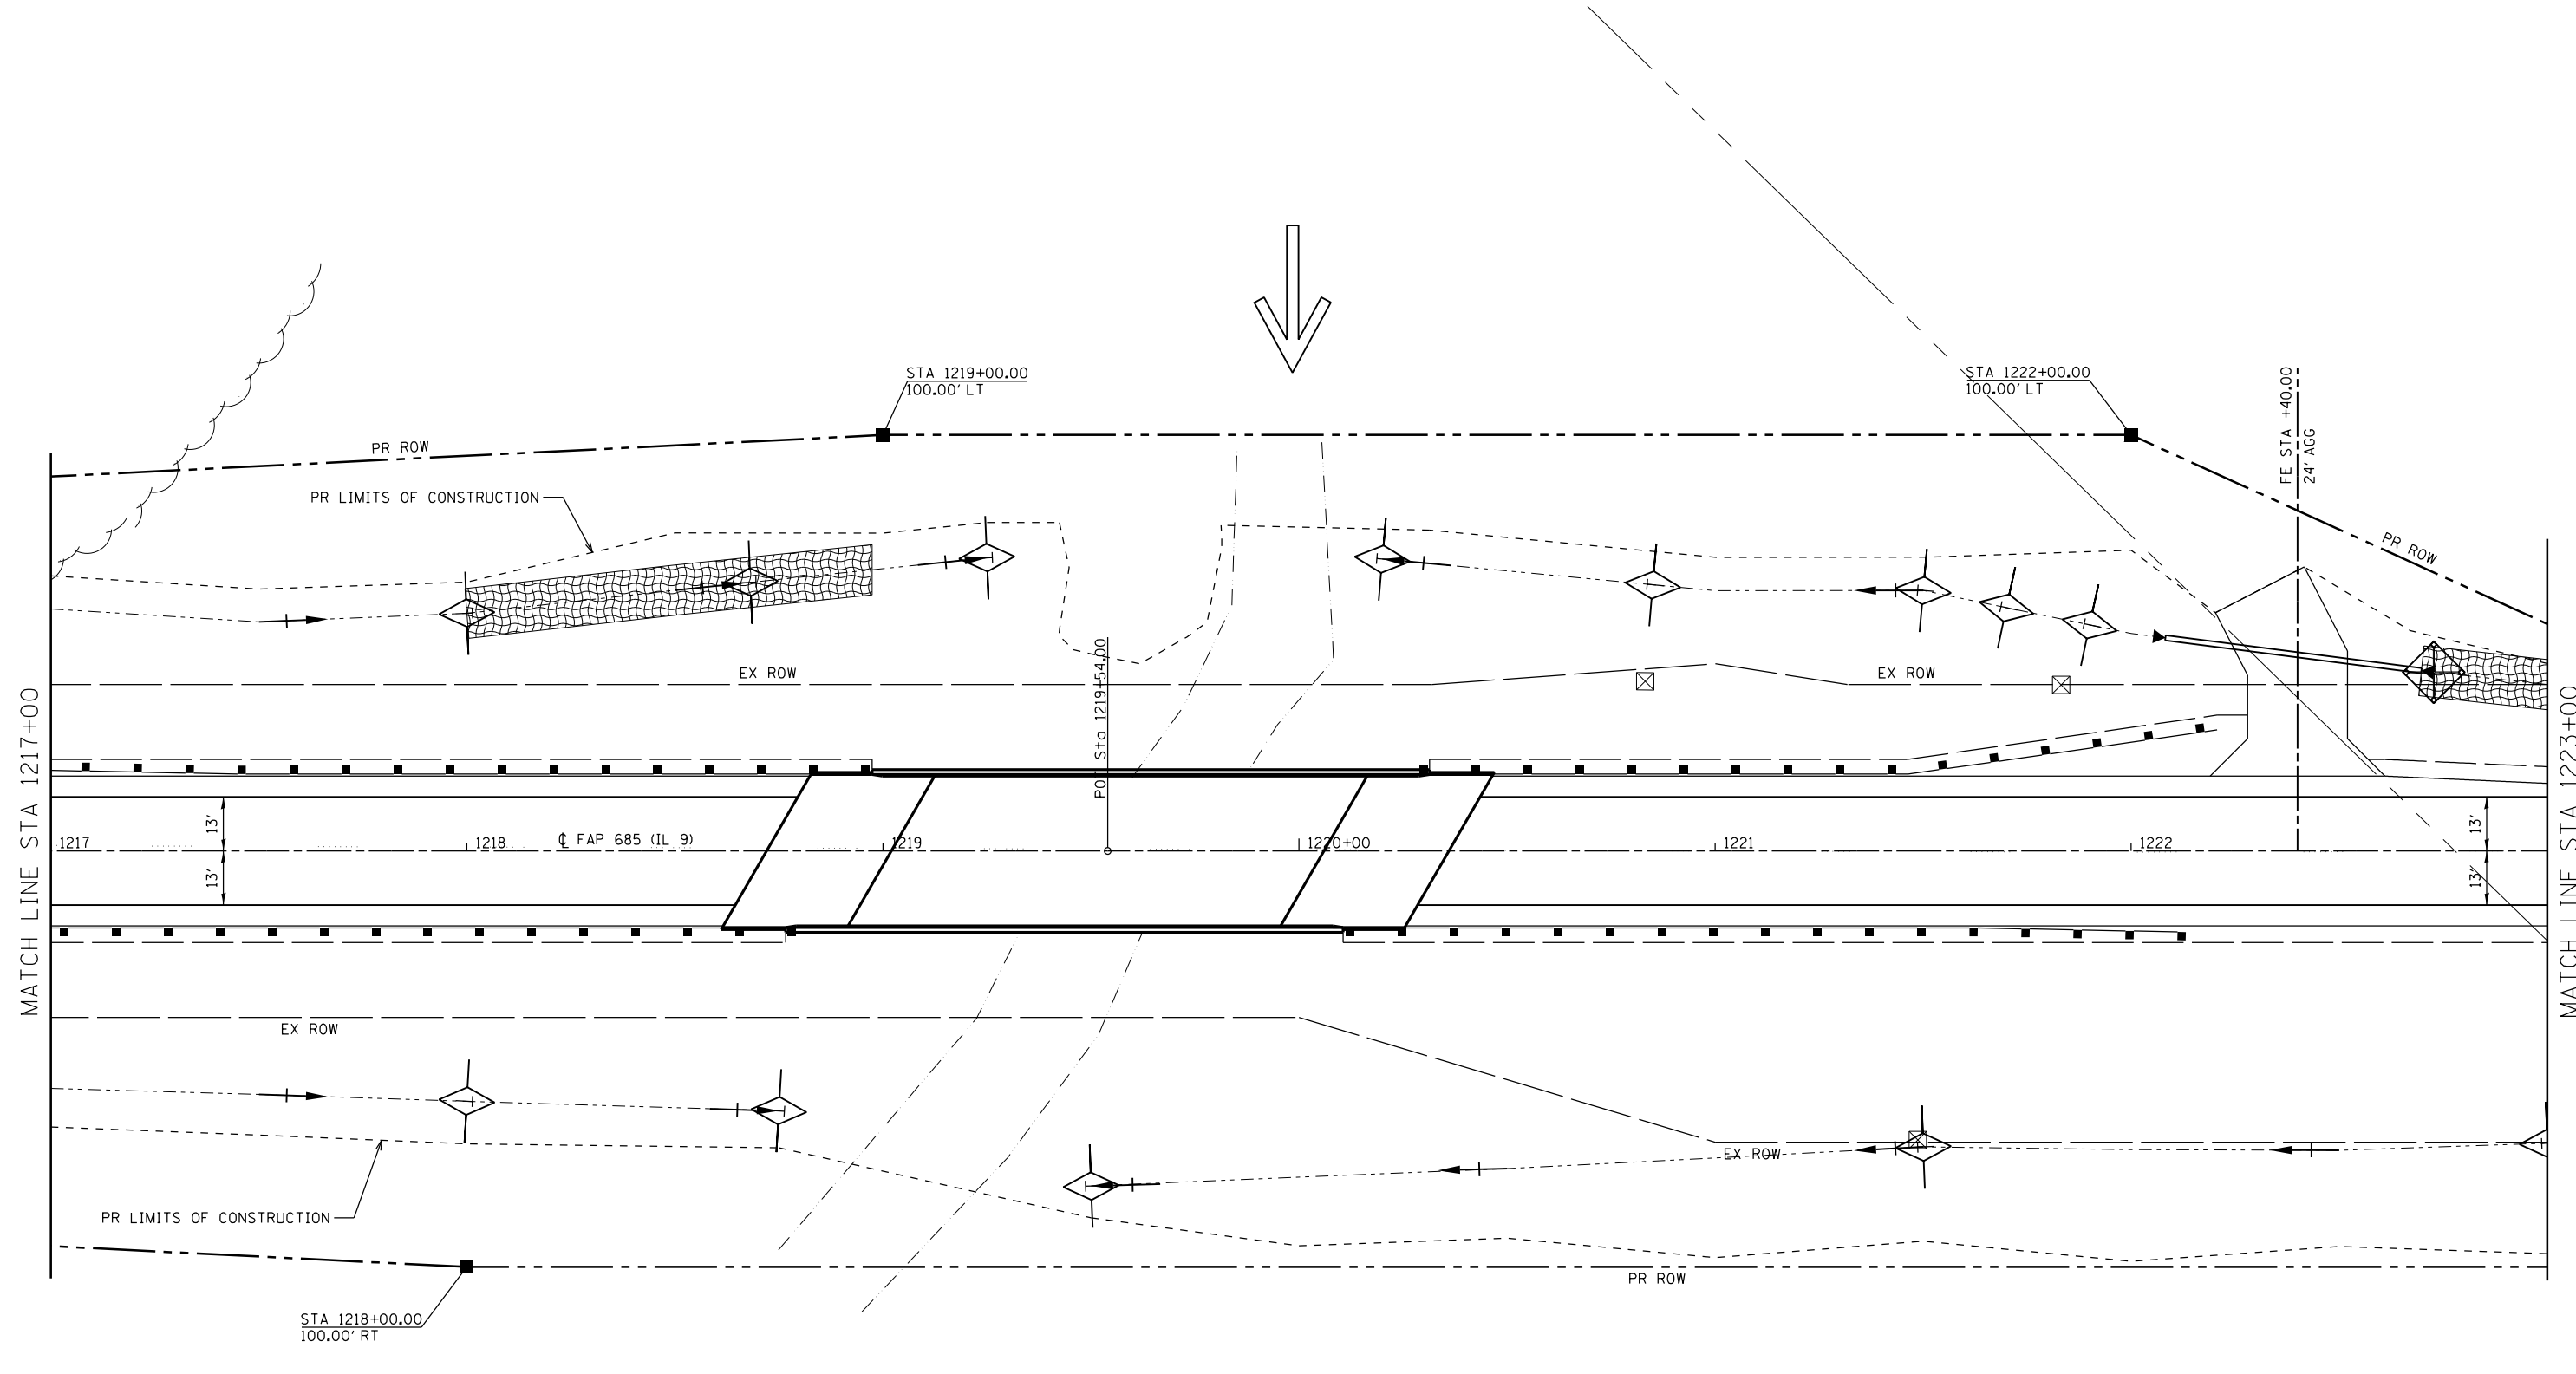 STA 1219+00.00
100.00' LT
STA 1222+00.00
100.00' LT
FE STA +40.00
24' AGG
PR ROW
PR LIMITS OF CONSTRUCTION
PR ROW
EX ROW
EX ROW
POT Sta 1219+54.00
MATCH LINE STA 1217+00
MATCH LINE STA 1223+00
13'
13'
1217
1218
℄ FAP 685 (IL 9)
1219
1220+00
1221
1222
13'
13'
EX ROW
EX ROW
PR LIMITS OF CONSTRUCTION
PR ROW
STA 1218+00.00
100.00' RT